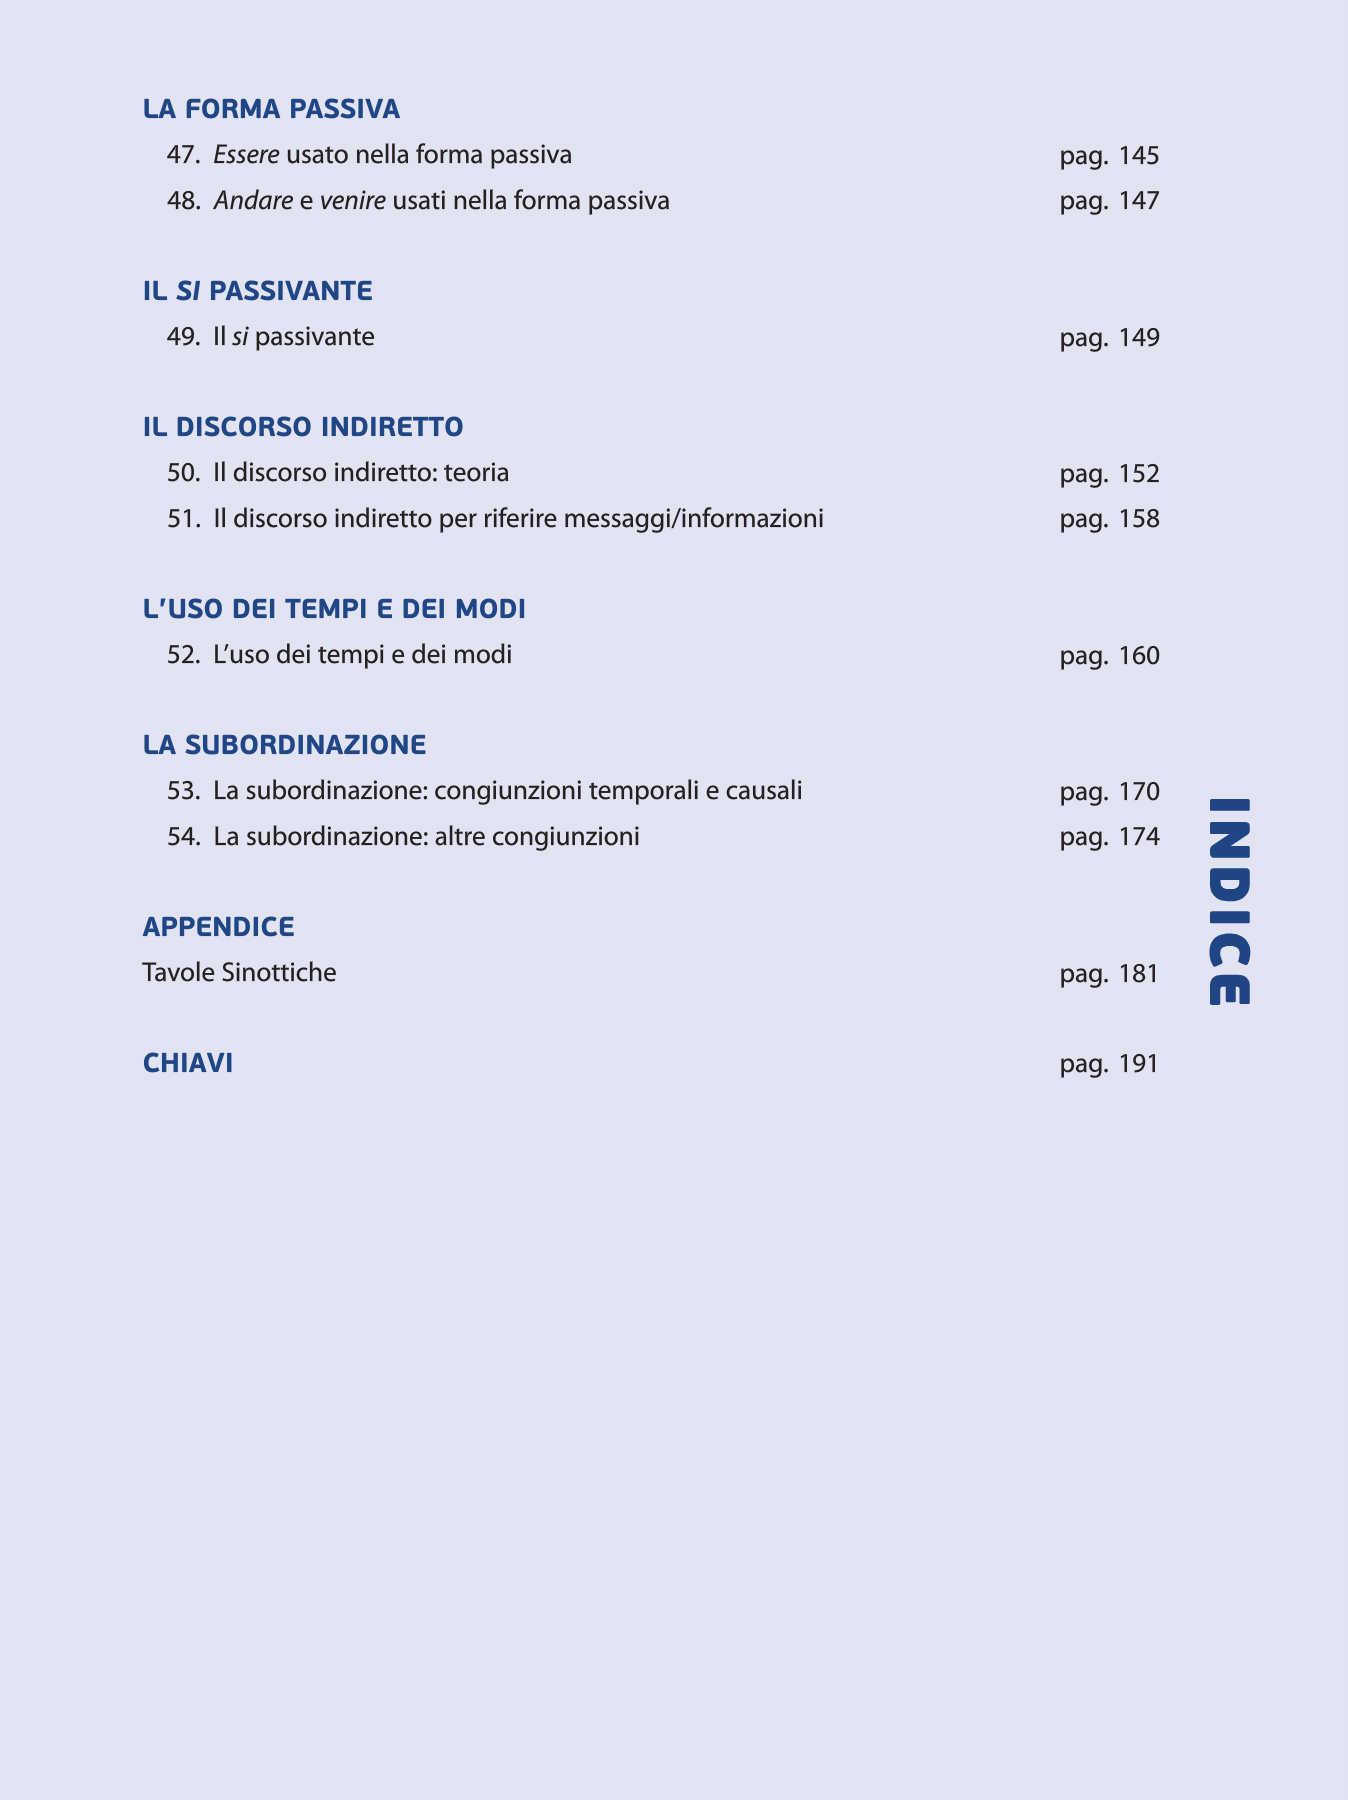 LA FORMA PASSIVA
47. Essere usato nella forma passiva pag. 145
48. Andare e venire usati nella forma passiva pag. 147
IL SI PASSIVANTE
49. Il si passivante pag. 149
IL DISCORSO INDIRETTO
50. Il discorso indiretto: teoria pag. 152
51. Il discorso indiretto per riferire messaggi/informazioni pag. 158
L'USO DEI TEMPI E DEI MODI
52. L’uso dei tempi e dei modi pag. 160
LA SUBORDINAZIONE
53. La subordinazione: congiunzioni temporali e causali pag. 170
54. La subordinazione: altre congiunzioni pag. 174
APPENDICE
Tavole Sinottiche pag. 181
CHIAVI pag. 191
INDICE